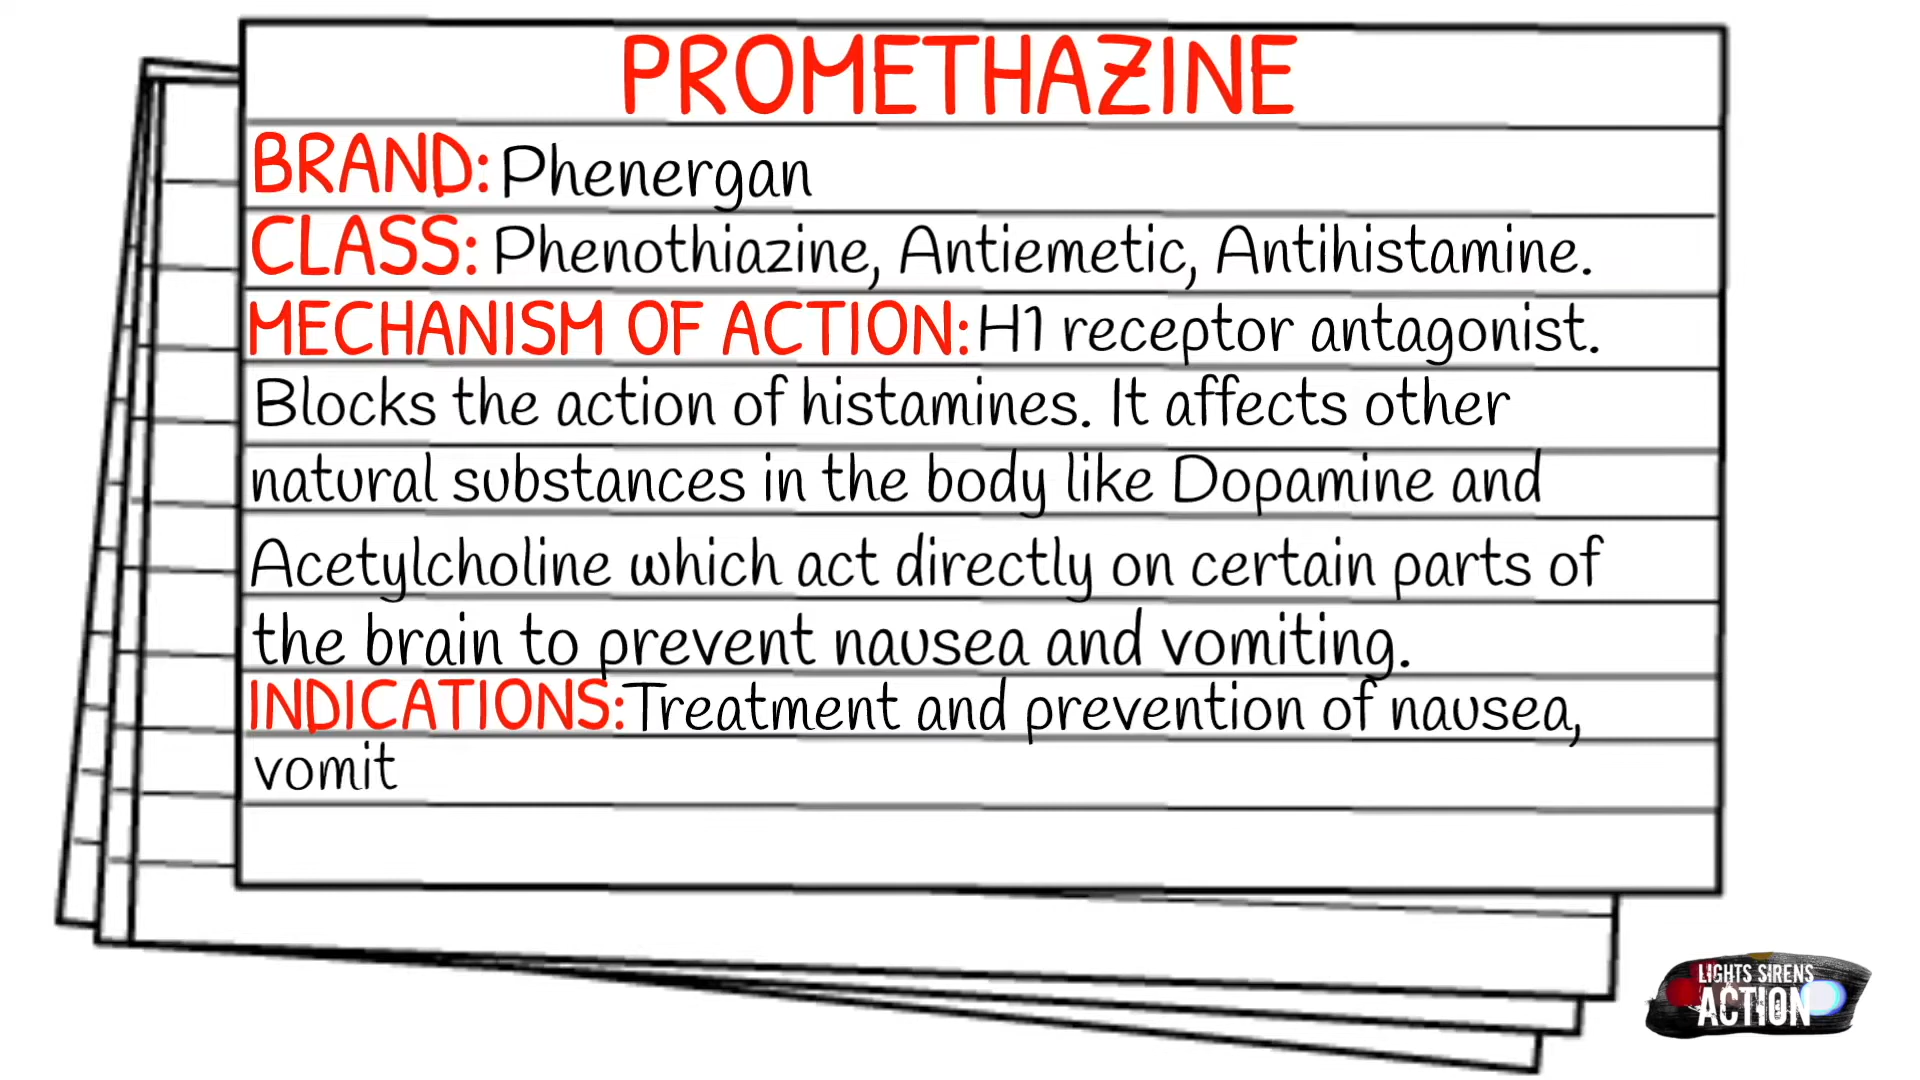 PROMETHAZINE
BRAND: Phenergan
CLASS: Phenothiazine, Antiemetic, Antihistamine.
MECHANISM OF ACTION: H1 receptor antagonist.
Blocks the action of histamines. It affects other
natural substances in the body like Dopamine and
Acetylcholine which act directly on certain parts of
the brain to prevent nausea and vomiting.
INDICATIONS: Treatment and prevention of nausea,
vomit
LIGHTS SIRENS
ACTION